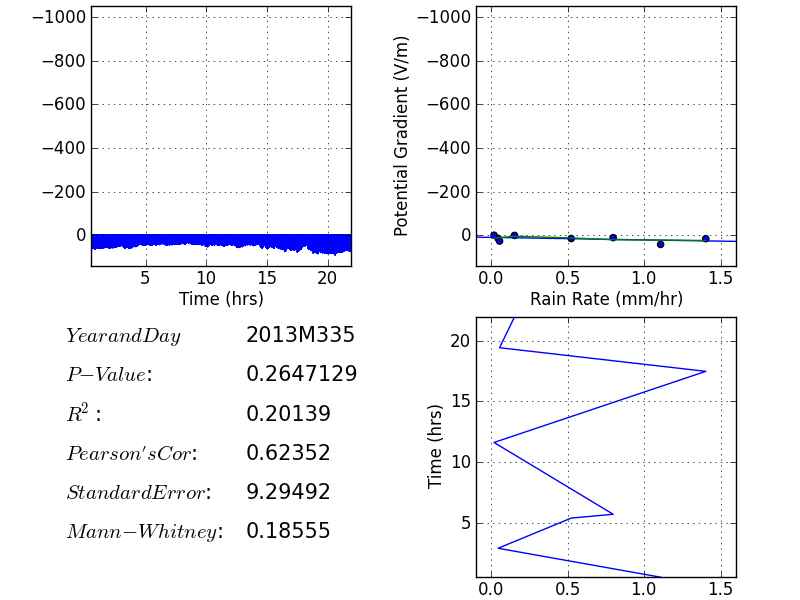 −1000
−800
−600
−400
−200
0
5 10 15 20
Time (hrs)
Potential Gradient (V/m)
−1000
−800
−600
−400
−200
0
0.0 0.5 1.0 1.5
Rain Rate (mm/hr)
YearandDay 2013M335
P−Value: 0.2647129
R² : 0.20139
Pearson'sCor: 0.62352
StandardError: 9.29492
Mann−Whitney: 0.18555
Time (hrs)
20
15
10
5
0.0 0.5 1.0 1.5